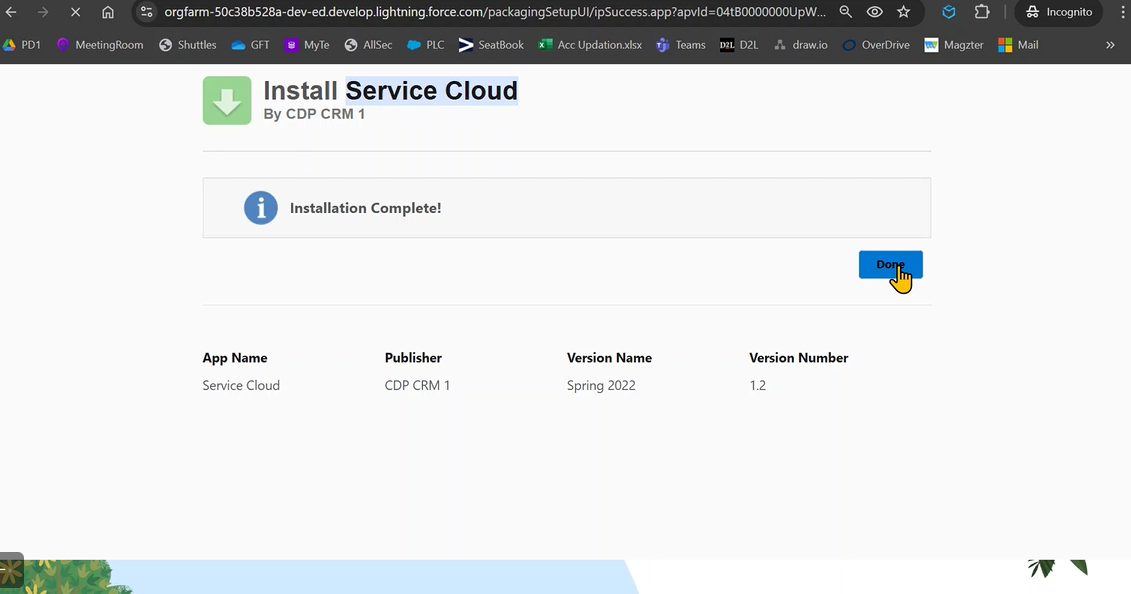 orgfarm-50c38b528a-dev-ed.develop.lightning.force.com/packagingSetupUI/ipSuccess.app?apvId=04tB0000000UpW... Incognito
PD1 MeetingRoom Shuttles GFT MyTe AllSec PLC SeatBook Acc Updation.xlsx Teams D2L D2L draw.io OverDrive Magzter Mail »
Install Service Cloud
By CDP CRM 1
Installation Complete!
Done
App Name Publisher Version Name Version Number
Service Cloud CDP CRM 1 Spring 2022 1.2